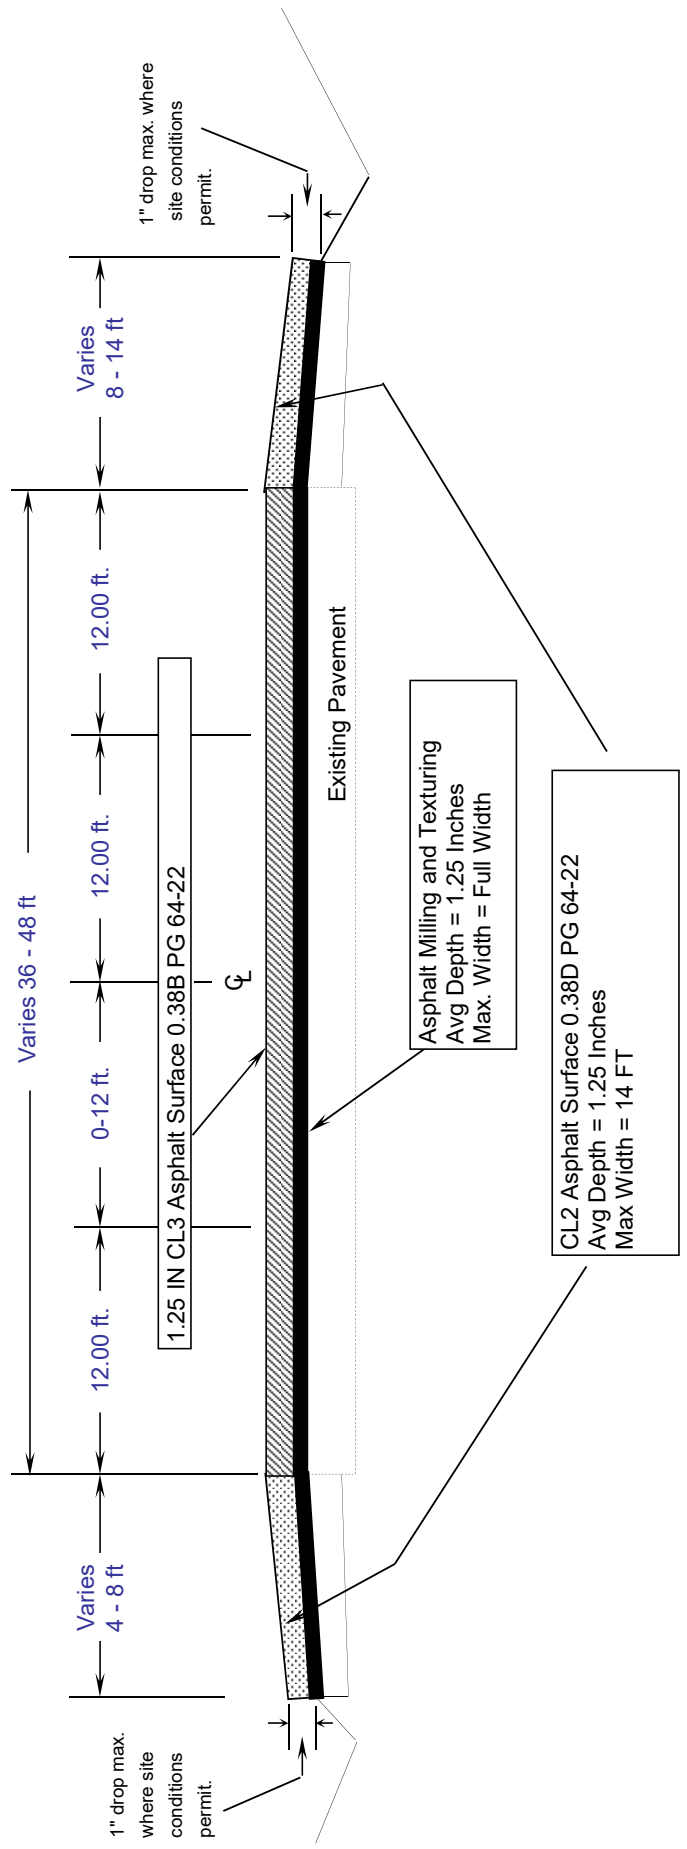 Varies 36 - 48 ft
Varies
4 - 8 ft
12.00 ft.
0-12 ft.
12.00 ft.
12.00 ft.
Varies
8 - 14 ft
1.25 IN CL3 Asphalt Surface 0.38B PG 64-22
CL
1" drop max.
where site
conditions
permit.
1" drop max. where
site conditions
permit.
Existing Pavement
Asphalt Milling and Texturing
Avg Depth = 1.25 Inches
Max. Width = Full Width
CL2 Asphalt Surface 0.38D PG 64-22
Avg Depth = 1.25 Inches
Max Width = 14 FT